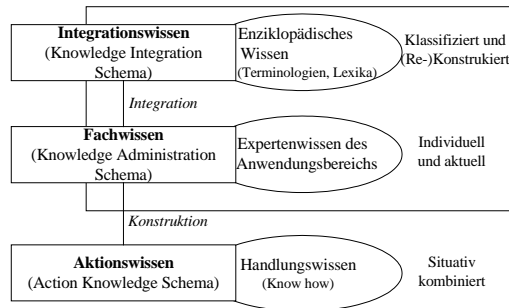 Integrationswissen
(Knowledge Integration
Schema)
Enziklopädisches
Wissen
(Terminologien, Lexika)
Klassifiziert und
(Re-)Konstrukiert
Integration
Fachwissen
(Knowledge Administration
Schema)
Expertenwissen des
Anwendungsbereichs
Individuell
und aktuell
Konstruktion
Aktionswissen
(Action Knowledge Schema)
Handlungswissen
(Know how)
Situativ
kombiniert